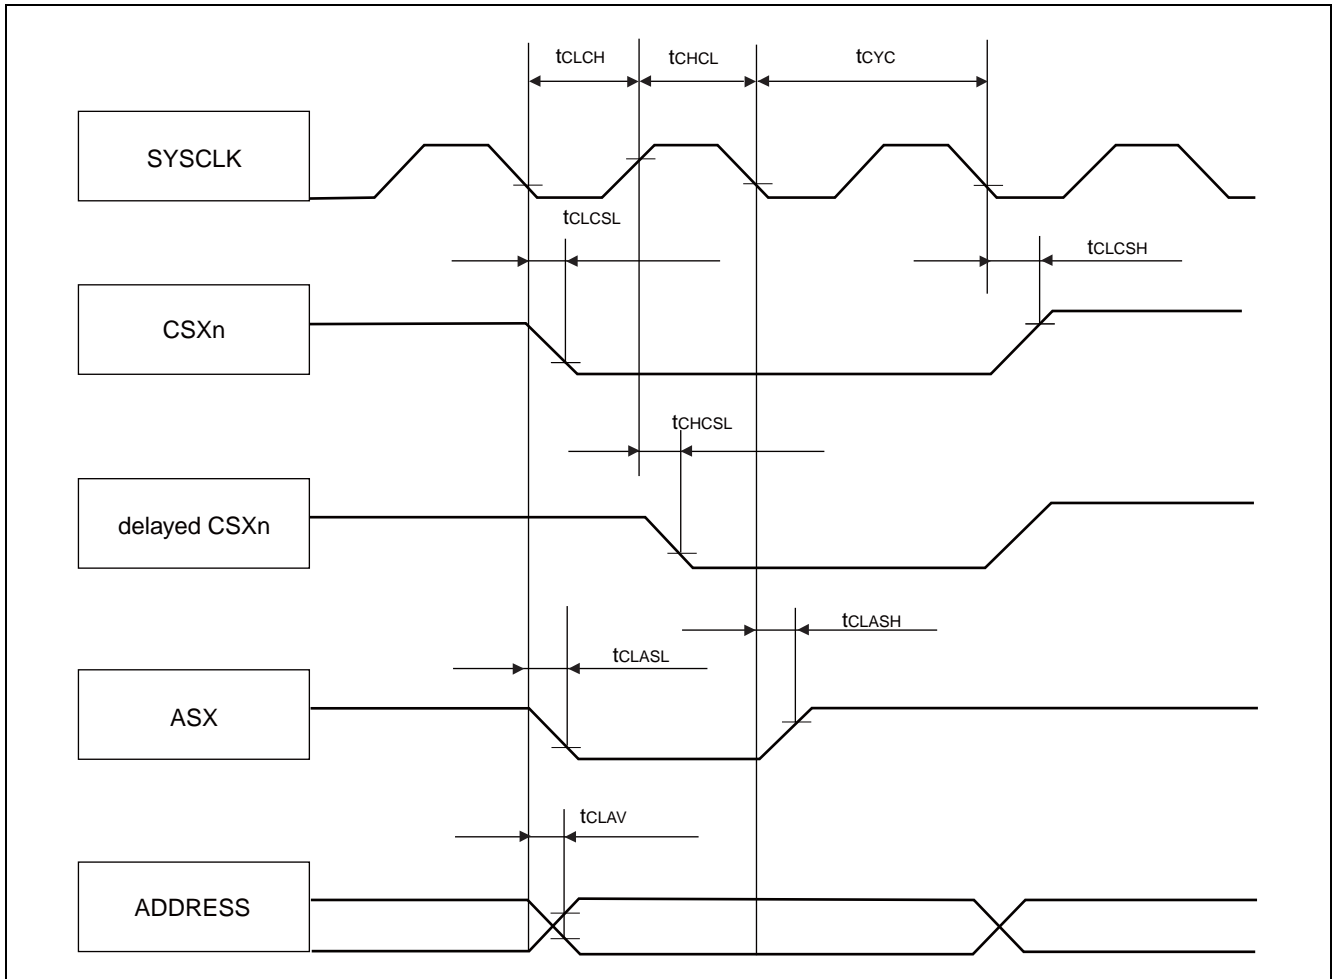 tCLCH tCHCL tCYC
SYSCLK
tCLCSL
tCLCSH
CSXn
tCHCSL
delayed CSXn
tCLASH
tCLASL
ASX
tCLAV
ADDRESS